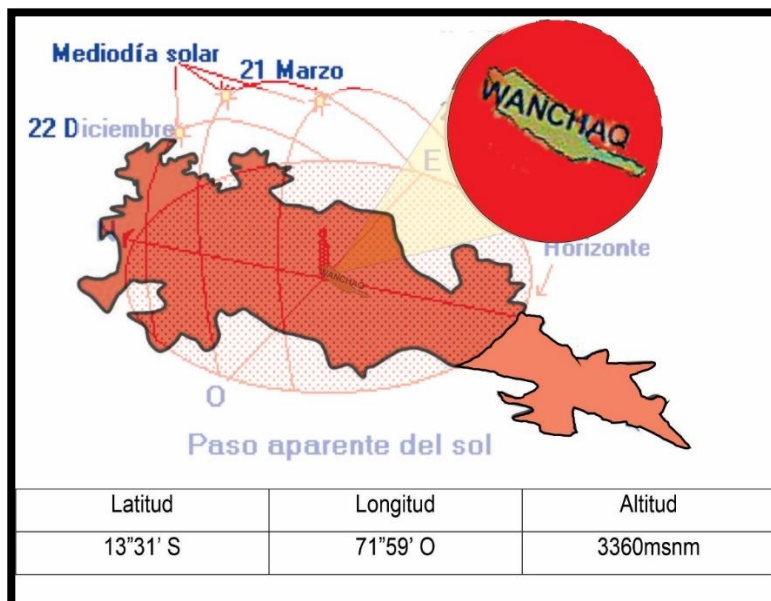 Mediodía solar
21 Marzo
22 Diciembre
WANCHAQ
E
N
Horizonte
WANCHAQ
O
Paso aparente del sol
Latitud Longitud Altitud
13"31' S 71"59' O 3360msnm